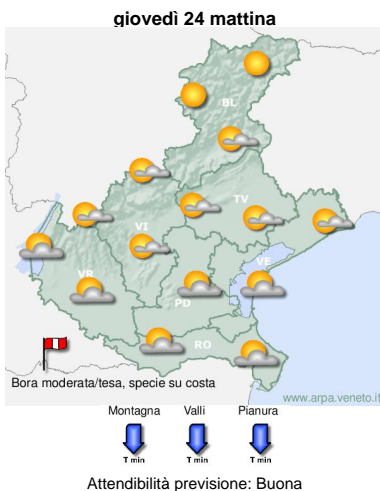 giovedì 24 mattina
BL
TV
VI
VE
VR
PD
RO
Bora moderata/tesa, specie su costa
www.arpa.veneto.it
Montagna Valli Pianura
T min T min T min
Attendibilità previsione: Buona